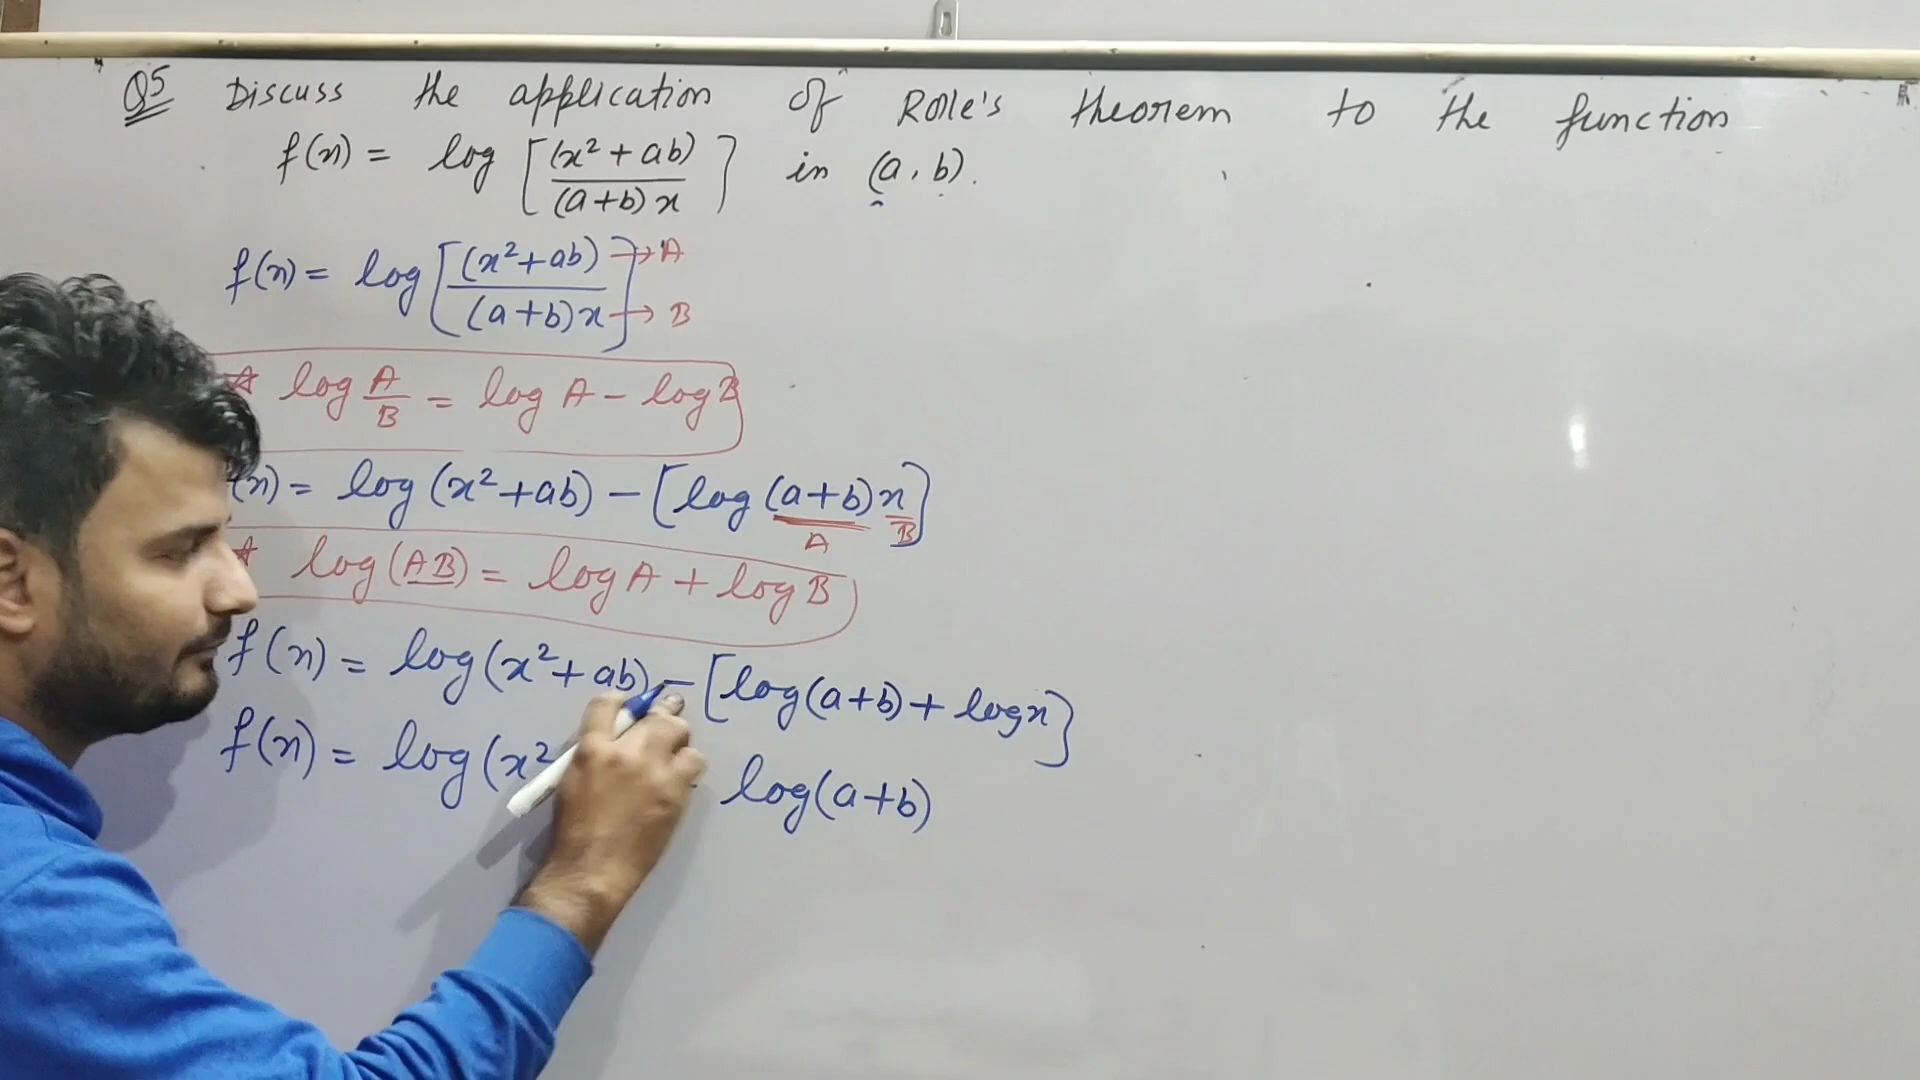 Q5 Discuss the application of Rolle's theorem to the function
f(x) = log [(x² + ab) / (a+b) x] in (a, b).
f(x) = log [(x²+ab) / (a+b)x] → A → B
☆ log A/B = log A - log B
(x) = log (x²+ab) - [log (a+b) x]
A B
☆ log (AB) = log A + log B
f(x) = log (x²+ab) - [log (a+b) + log x]
f(x) = log (x² - log (a+b)